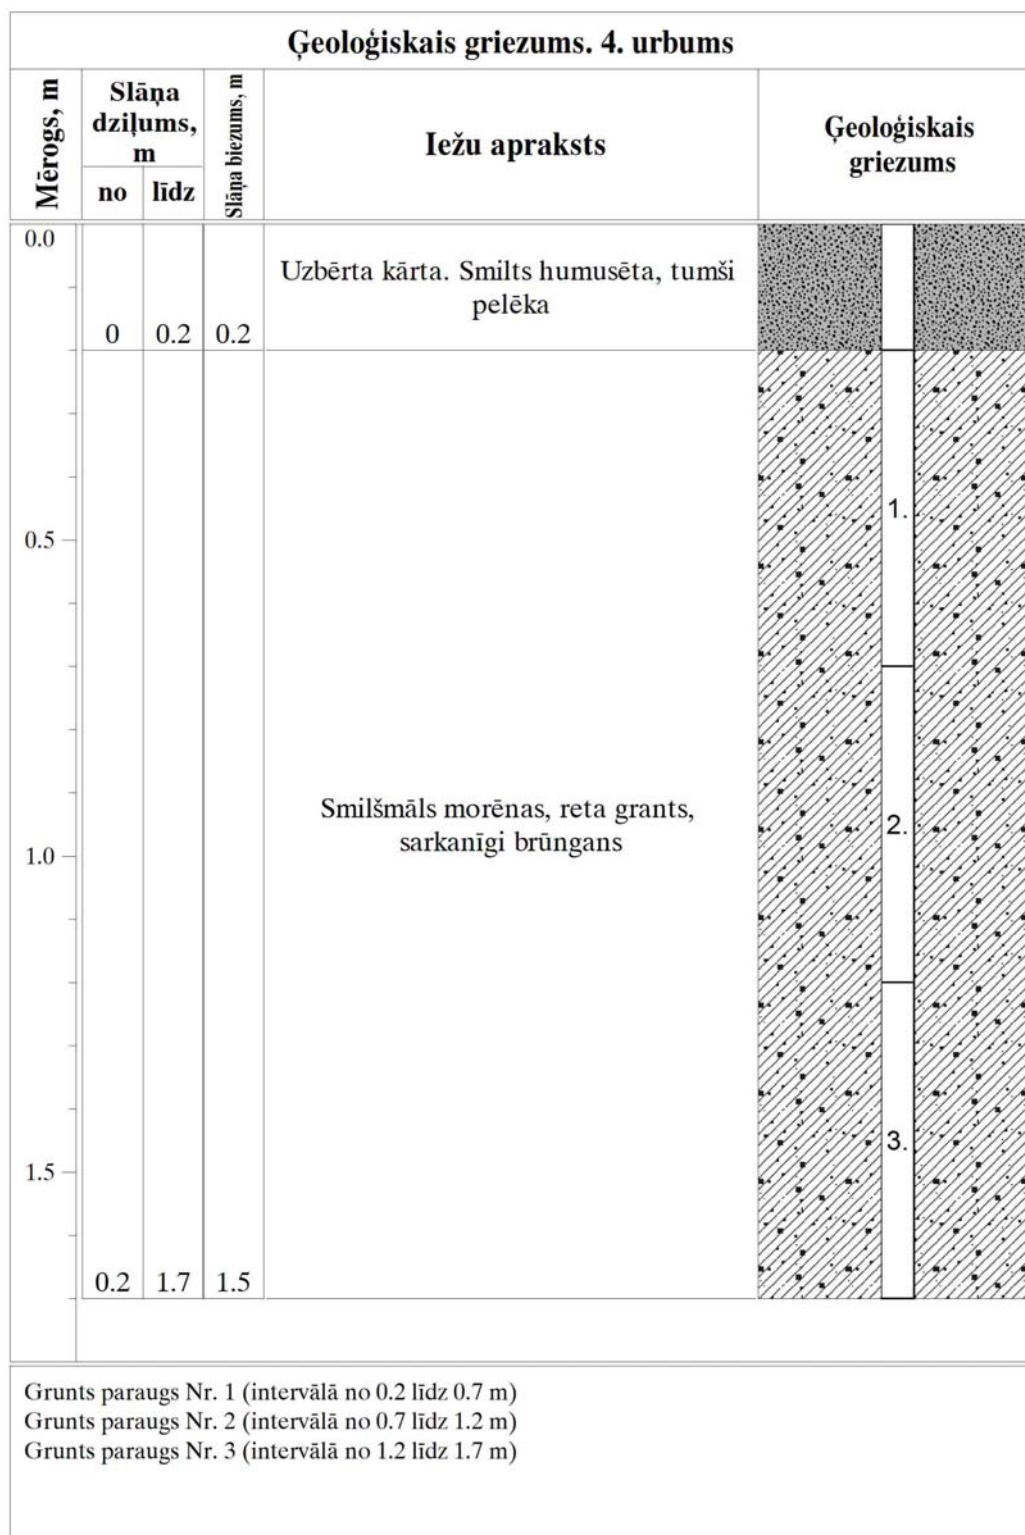 Ģeoloģiskais griezums. 4. urbums
Mērogs, m
Slāņa
dziļums,
m
no
līdz
Slāņa biezums, m
Iežu apraksts
Ģeoloģiskais
griezums
0.0
Uzbērta kārta. Smilts humusēta, tumši
pelēka
0
0.2
0.2
0.5
1.
Smilšmāls morēnas, reta grants,
sarkanīgi brūngans
2.
1.0
3.
1.5
0.2
1.7
1.5
Grunts paraugs Nr. 1 (intervālā no 0.2 līdz 0.7 m)
Grunts paraugs Nr. 2 (intervālā no 0.7 līdz 1.2 m)
Grunts paraugs Nr. 3 (intervālā no 1.2 līdz 1.7 m)